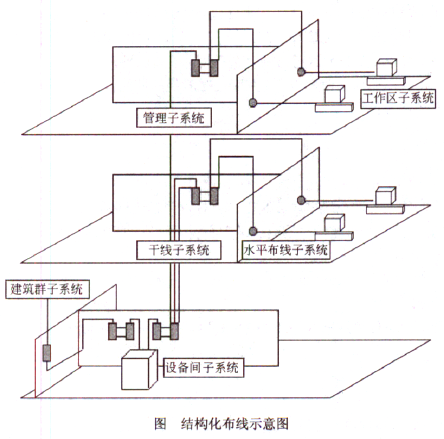 工作区子系统
管理子系统
干线子系统
水平布线子系统
建筑群子系统
设备间子系统
图 结构化布线示意图